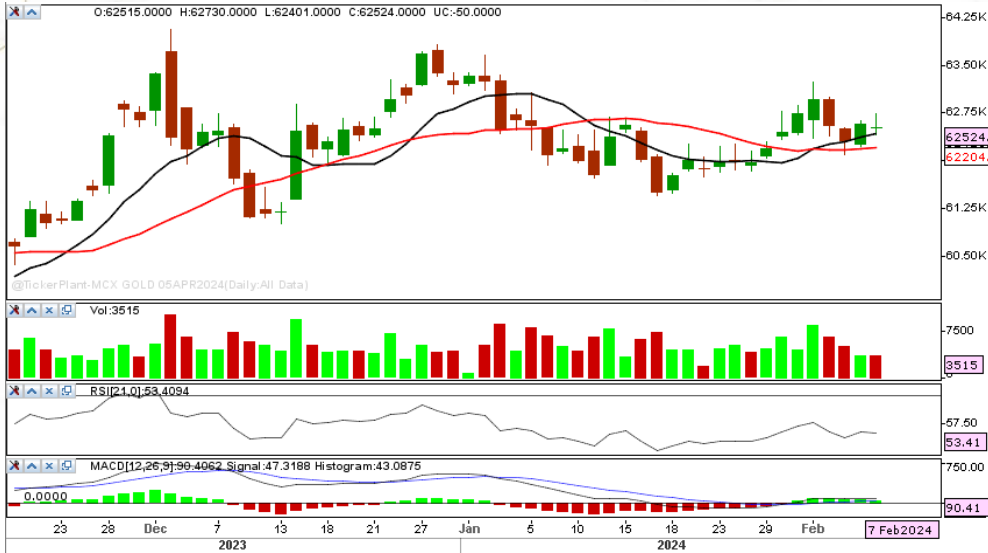 O:62515.0000 H:62730.0000 L:62401.0000 C:62524.0000 UC:-50.0000
64.25K
63.50K
62.75K
62524.
62204.
61.25K
60.50K
@TickerPlant-MCX GOLD 05APR2024(Daily:All Data)
Vol:3515
7500
3515
0
RSI[21,0]:53.4094
57.50
53.41
MACD[12,26,9]:90.4062 Signal:47.3188 Histogram:43.0875
750.00
0.0000
90.41
23 28 Dec 7 13 18 21 27 Jan 5 10 15 18 23 29 Feb 7 Feb2024
2023 2024